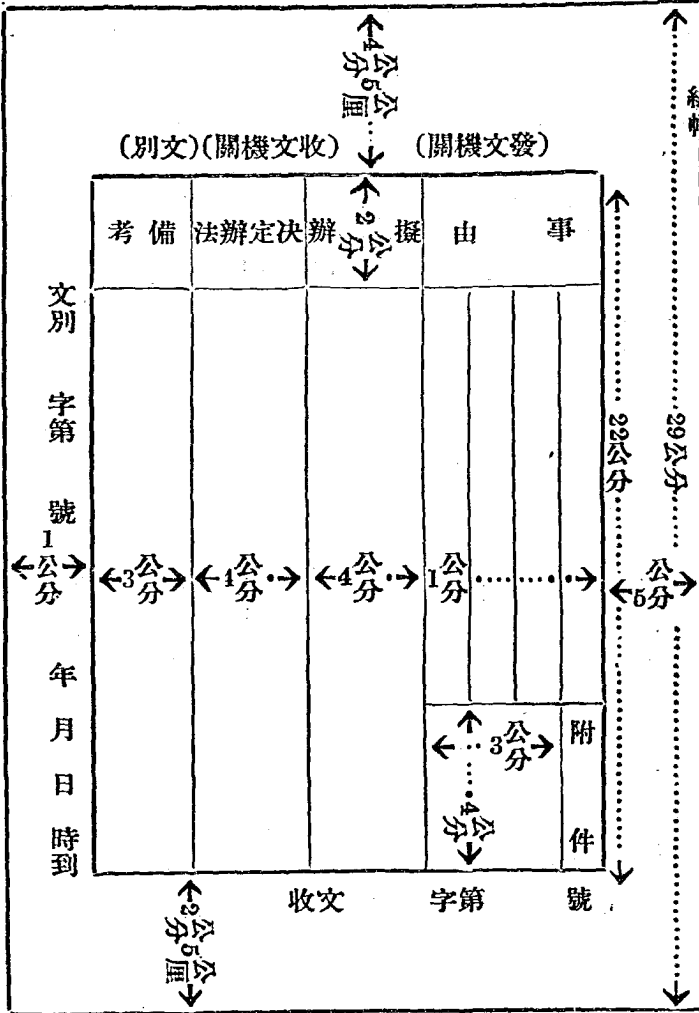 (發文機關)
(收文機關)(文別)
事由
擬辦
決定辦法
備考
4公分5厘
2公分
22公分
29公分
5公分
1公分
4公分
4公分
3公分
1公分
附件
3公分
4公分
文別 字第 號 年月日時到
收文 字第 號
2公分5厘